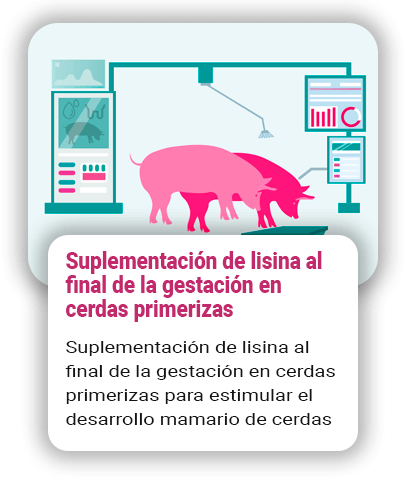 Suplementación de lisina al
final de la gestación en
cerdas primerizas
Suplementación de lisina al
final de la gestación en cerdas
primerizas para estimular el
desarrollo mamario de cerdas